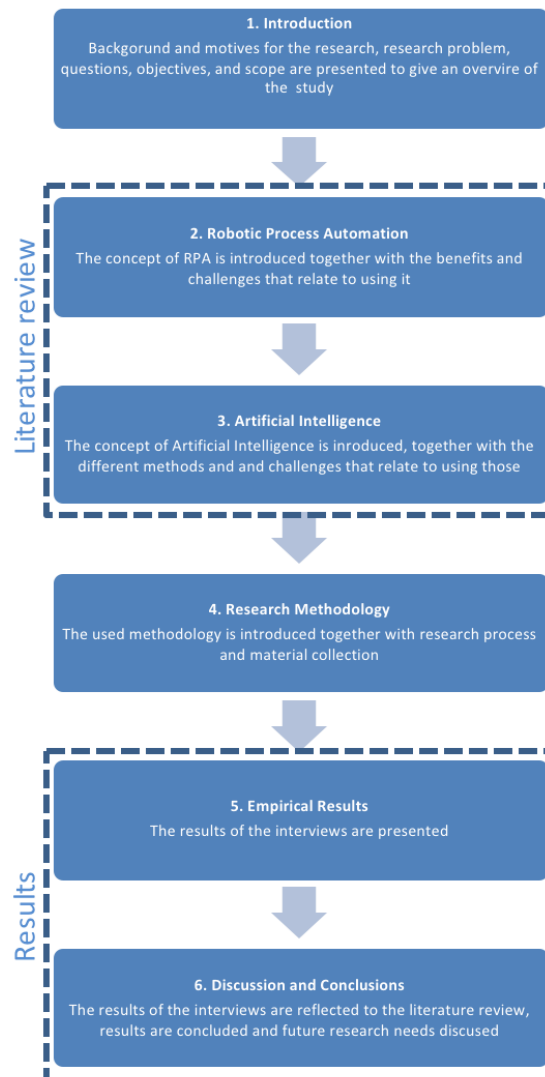 1. Introduction
Backgorund and motives for the research, research problem,
questions, objectives, and scope are presented to give an overvire of
the study
Literature review
2. Robotic Process Automation
The concept of RPA is introduced together with the benefits and
challenges that relate to using it
3. Artificial Intelligence
The concept of Artificial Intelligence is inroduced, together with the
different methods and and challenges that relate to using those
4. Research Methodology
The used methodology is introduced together with research process
and material collection
Results
5. Empirical Results
The results of the interviews are presented
6. Discussion and Conclusions
The results of the interviews are reflected to the literature review,
results are concluded and future research needs discused